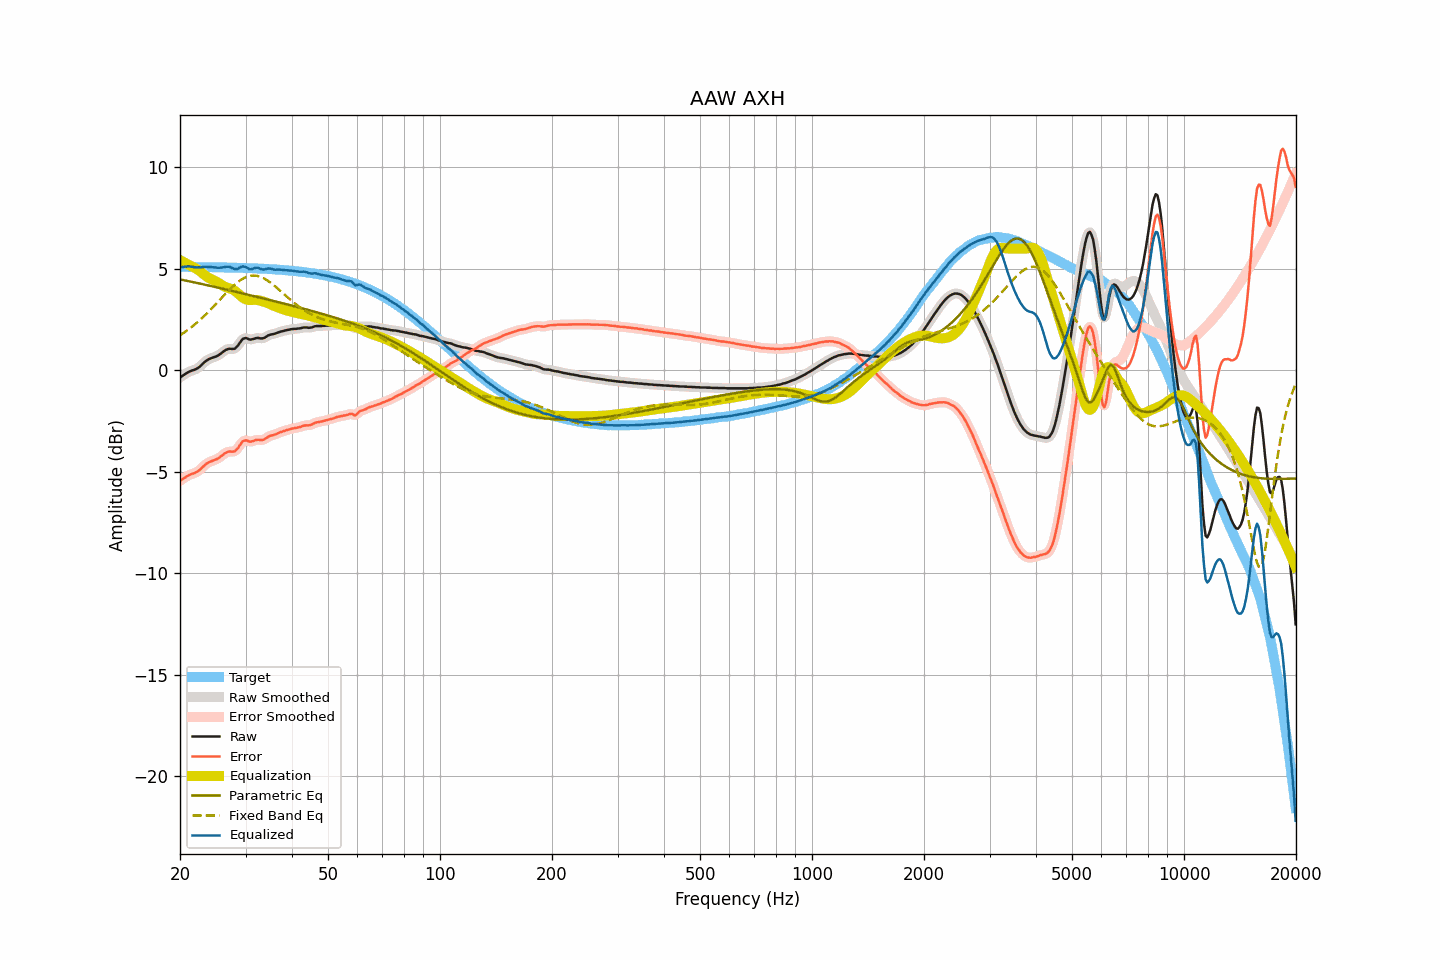 AAW AXH
Amplitude (dBr)
10
5
0
−5
−10
−15
−20
Target
Raw Smoothed
Error Smoothed
Raw
Error
Equalization
Parametric Eq
Fixed Band Eq
Equalized
20 50 100 200 500 1000 2000 5000 10000 20000
Frequency (Hz)